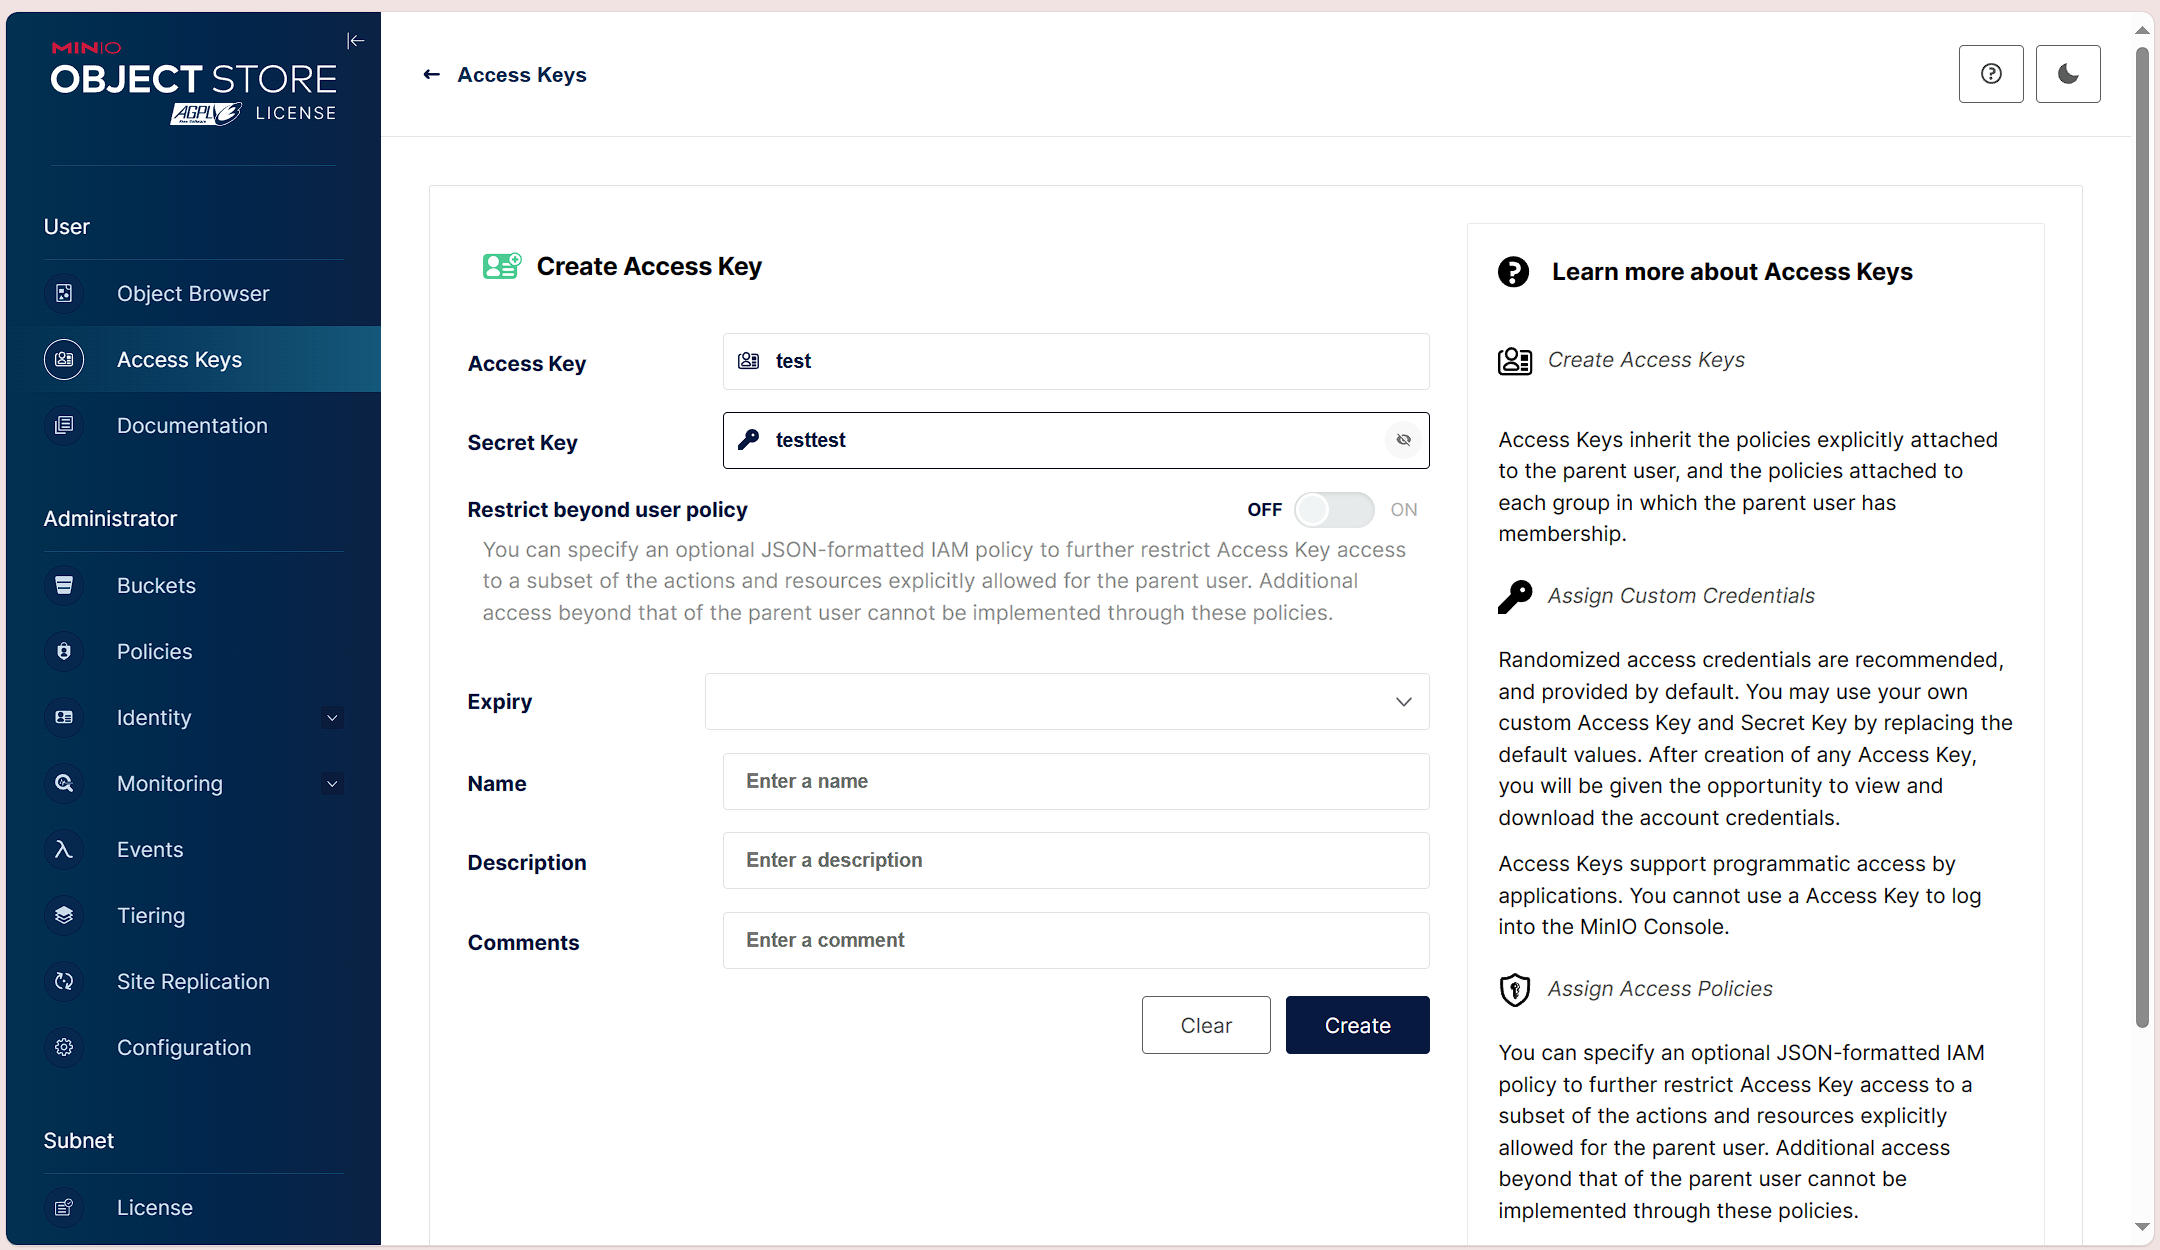 MINIO
OBJECT STORE
AGPL v3 LICENSE
Free Software
User
Object Browser
Access Keys
Documentation
Administrator
Buckets
Policies
Identity
Monitoring
Events
Tiering
Site Replication
Configuration
Subnet
License
Access Keys
Create Access Key
Access Key
test
Secret Key
testtest
Restrict beyond user policy
OFF
ON
You can specify an optional JSON-formatted IAM policy to further restrict Access Key access
to a subset of the actions and resources explicitly allowed for the parent user. Additional
access beyond that of the parent user cannot be implemented through these policies.
Expiry
Name
Enter a name
Description
Enter a description
Comments
Enter a comment
Clear
Create
Learn more about Access Keys
Create Access Keys
Access Keys inherit the policies explicitly attached
to the parent user, and the policies attached to
each group in which the parent user has
membership.
Assign Custom Credentials
Randomized access credentials are recommended,
and provided by default. You may use your own
custom Access Key and Secret Key by replacing the
default values. After creation of any Access Key,
you will be given the opportunity to view and
download the account credentials.
Access Keys support programmatic access by
applications. You cannot use a Access Key to log
into the MinIO Console.
Assign Access Policies
You can specify an optional JSON-formatted IAM
policy to further restrict Access Key access to a
subset of the actions and resources explicitly
allowed for the parent user. Additional access
beyond that of the parent user cannot be
implemented through these policies.